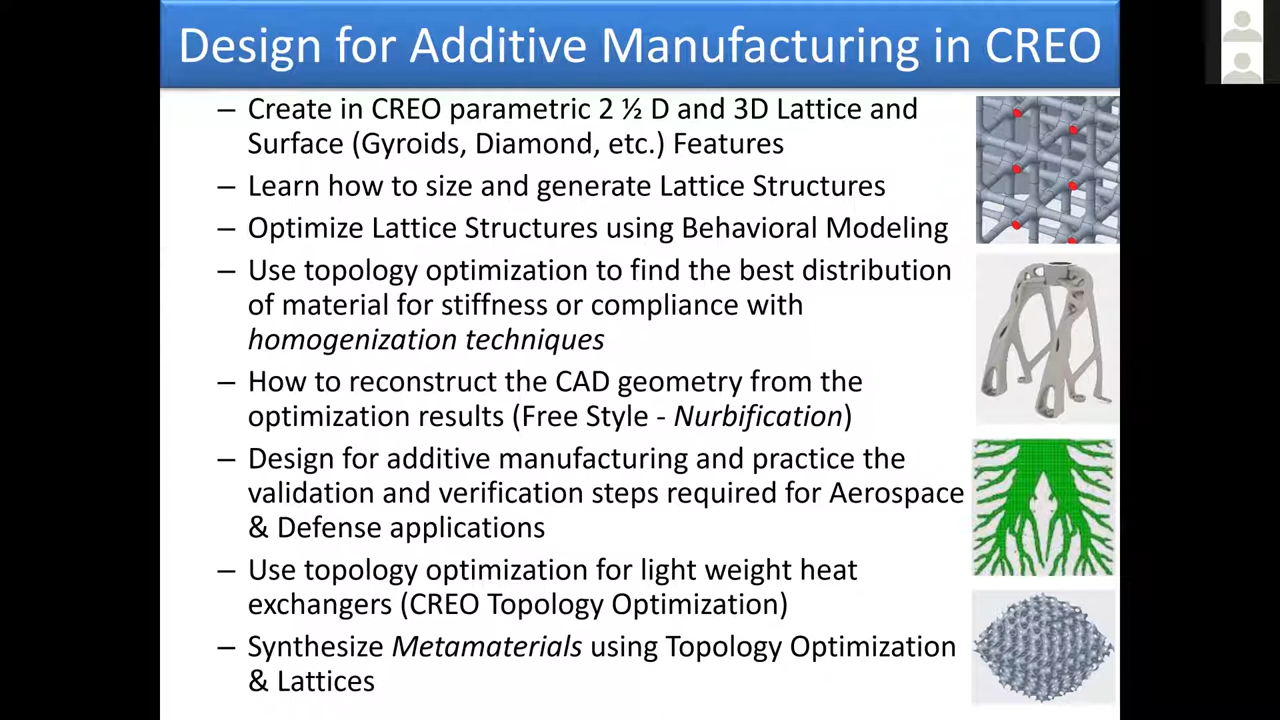 Design for Additive Manufacturing in CREO
– Create in CREO parametric 2 ½ D and 3D Lattice and
Surface (Gyroids, Diamond, etc.) Features
– Learn how to size and generate Lattice Structures
– Optimize Lattice Structures using Behavioral Modeling
– Use topology optimization to find the best distribution
of material for stiffness or compliance with
homogenization techniques
– How to reconstruct the CAD geometry from the
optimization results (Free Style - Nurbification)
– Design for additive manufacturing and practice the
validation and verification steps required for Aerospace
& Defense applications
– Use topology optimization for light weight heat
exchangers (CREO Topology Optimization)
– Synthesize Metamaterials using Topology Optimization
& Lattices